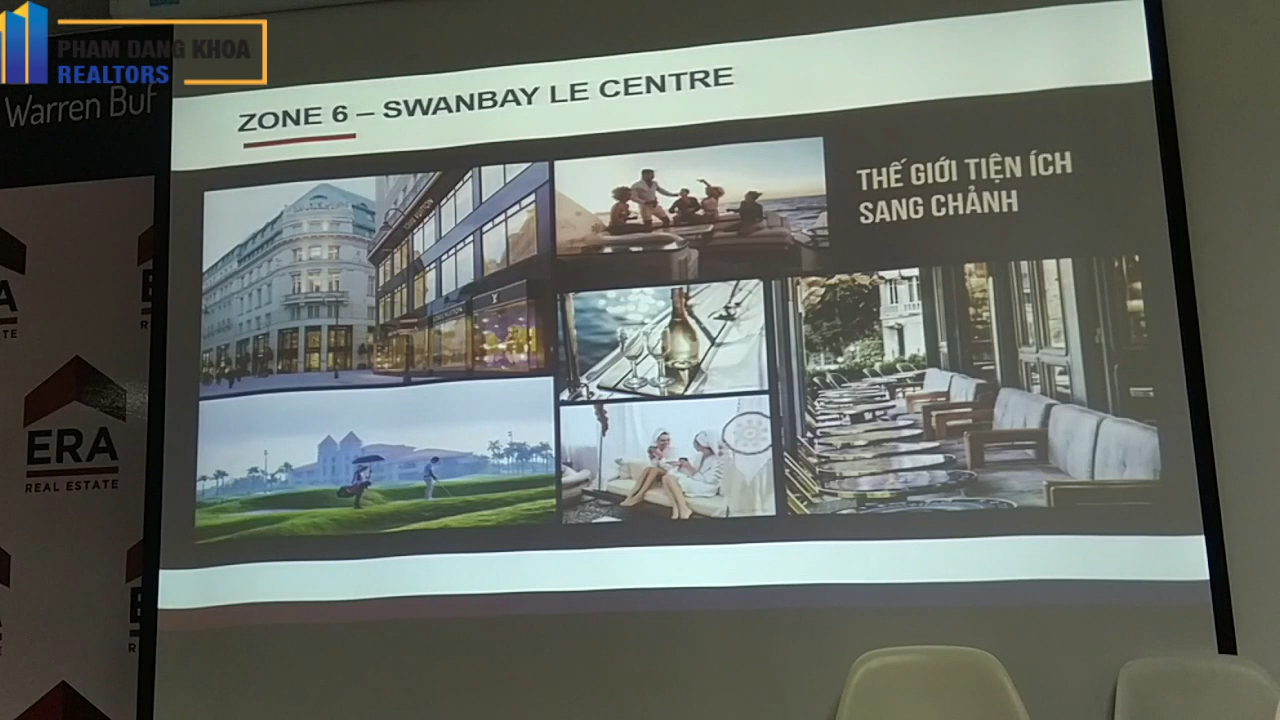 PHAM DANG KHOA
REALTORS
Warren Buf
ZONE 6 – SWANBAY LE CENTRE
THẾ GIỚI TIỆN ÍCH
SANG CHẢNH
ERA
REAL ESTATE